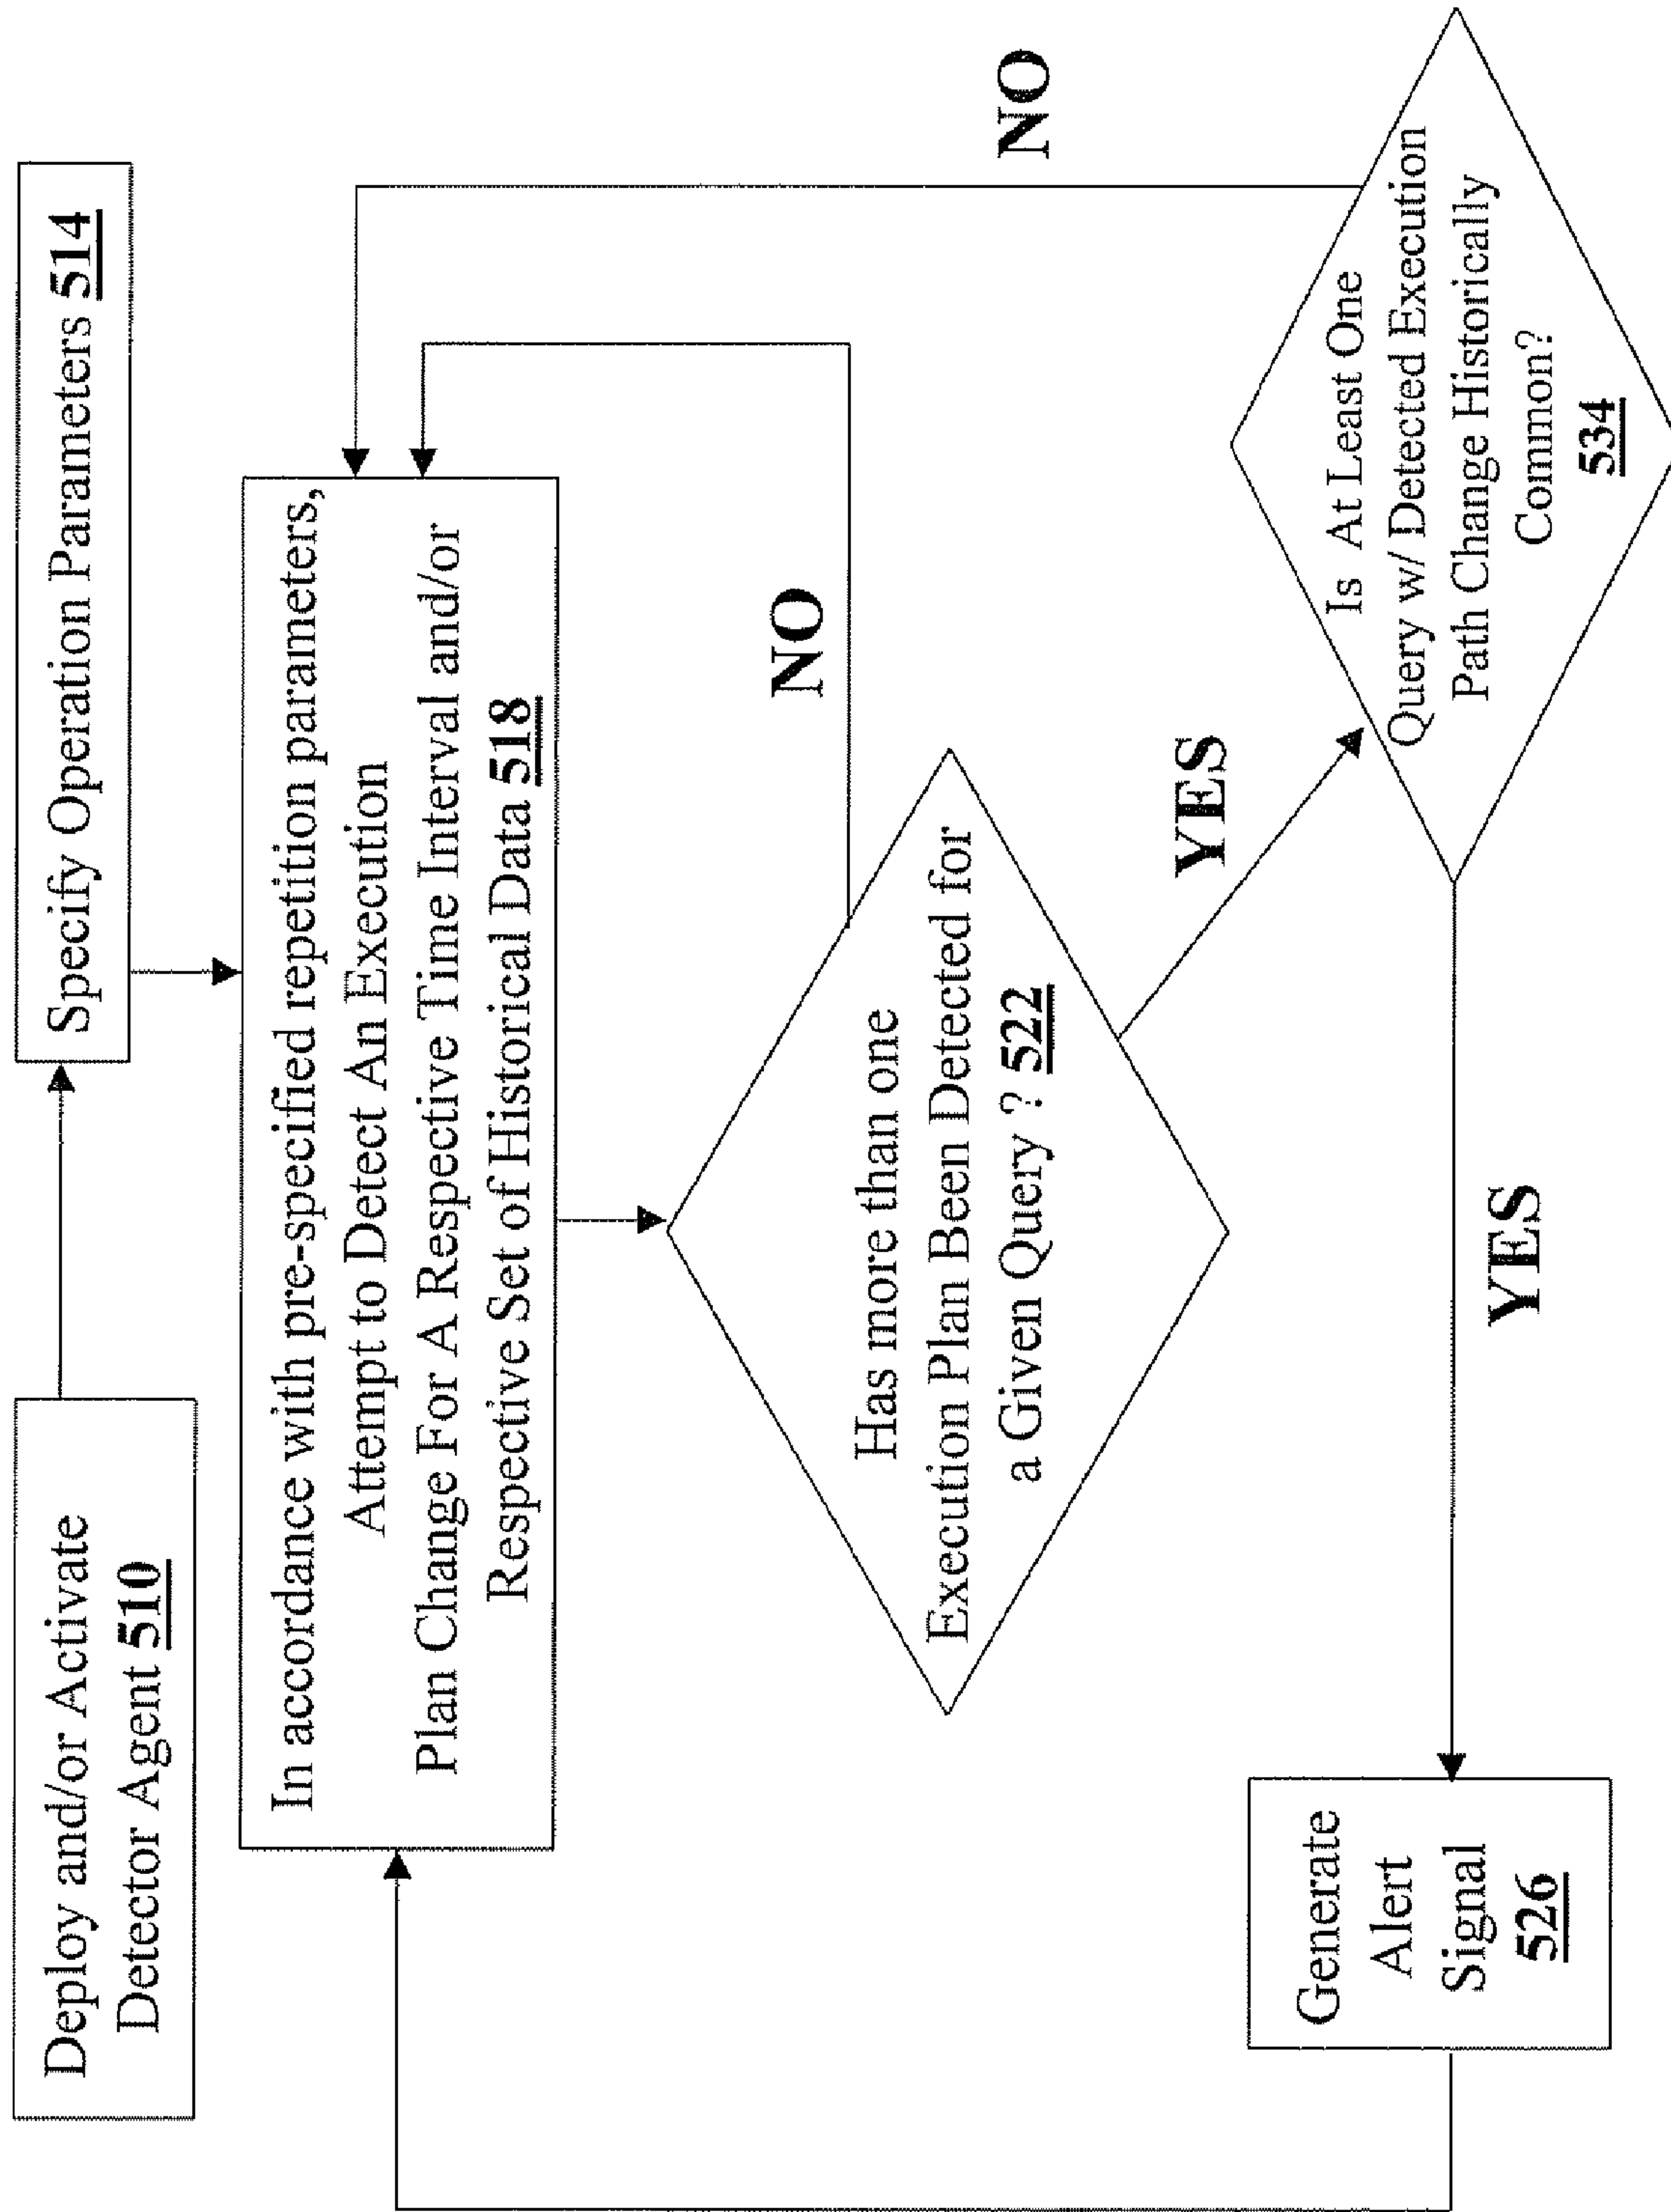 Deploy and/or Activate
Detector Agent 510
Specify Operation Parameters 514
In accordance with pre-specified repetition parameters,
Attempt to Detect An Execution
Plan Change For A Respective Time Interval and/or
Respective Set of Historical Data 518
NO
NO
Has more than one
Execution Plan Been Detected for
a Given Query ? 522
YES
Is At Least One
Query w/ Detected Execution
Path Change Historically
Common?
534
YES
Generate
Alert
Signal
526